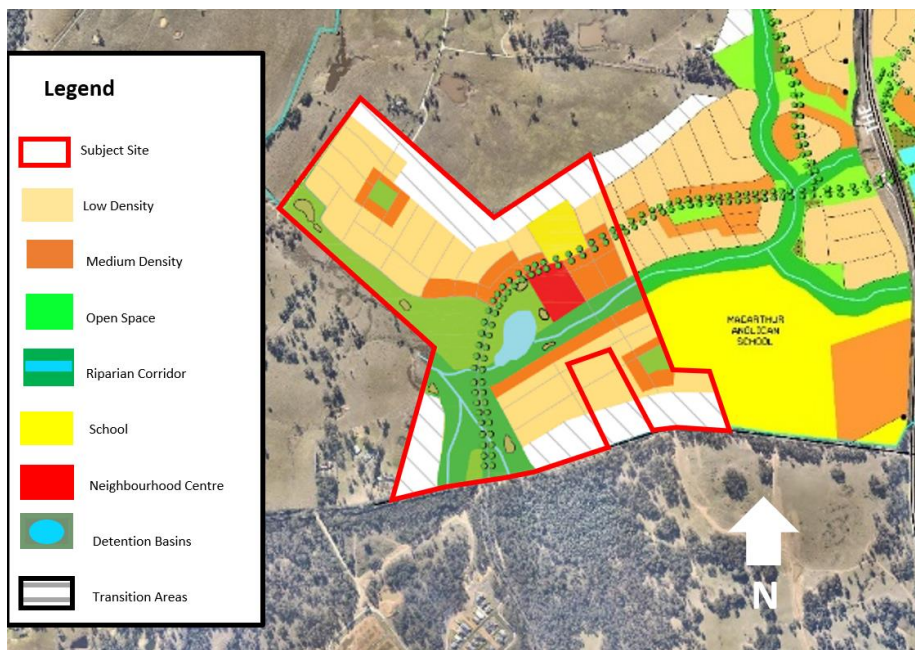 Legend
Subject Site
Low Density
Medium Density
Open Space
Riparian Corridor
School
Neighbourhood Centre
Detention Basins
Transition Areas
MACARTHUR
ANGLICAN
SCHOOL
N